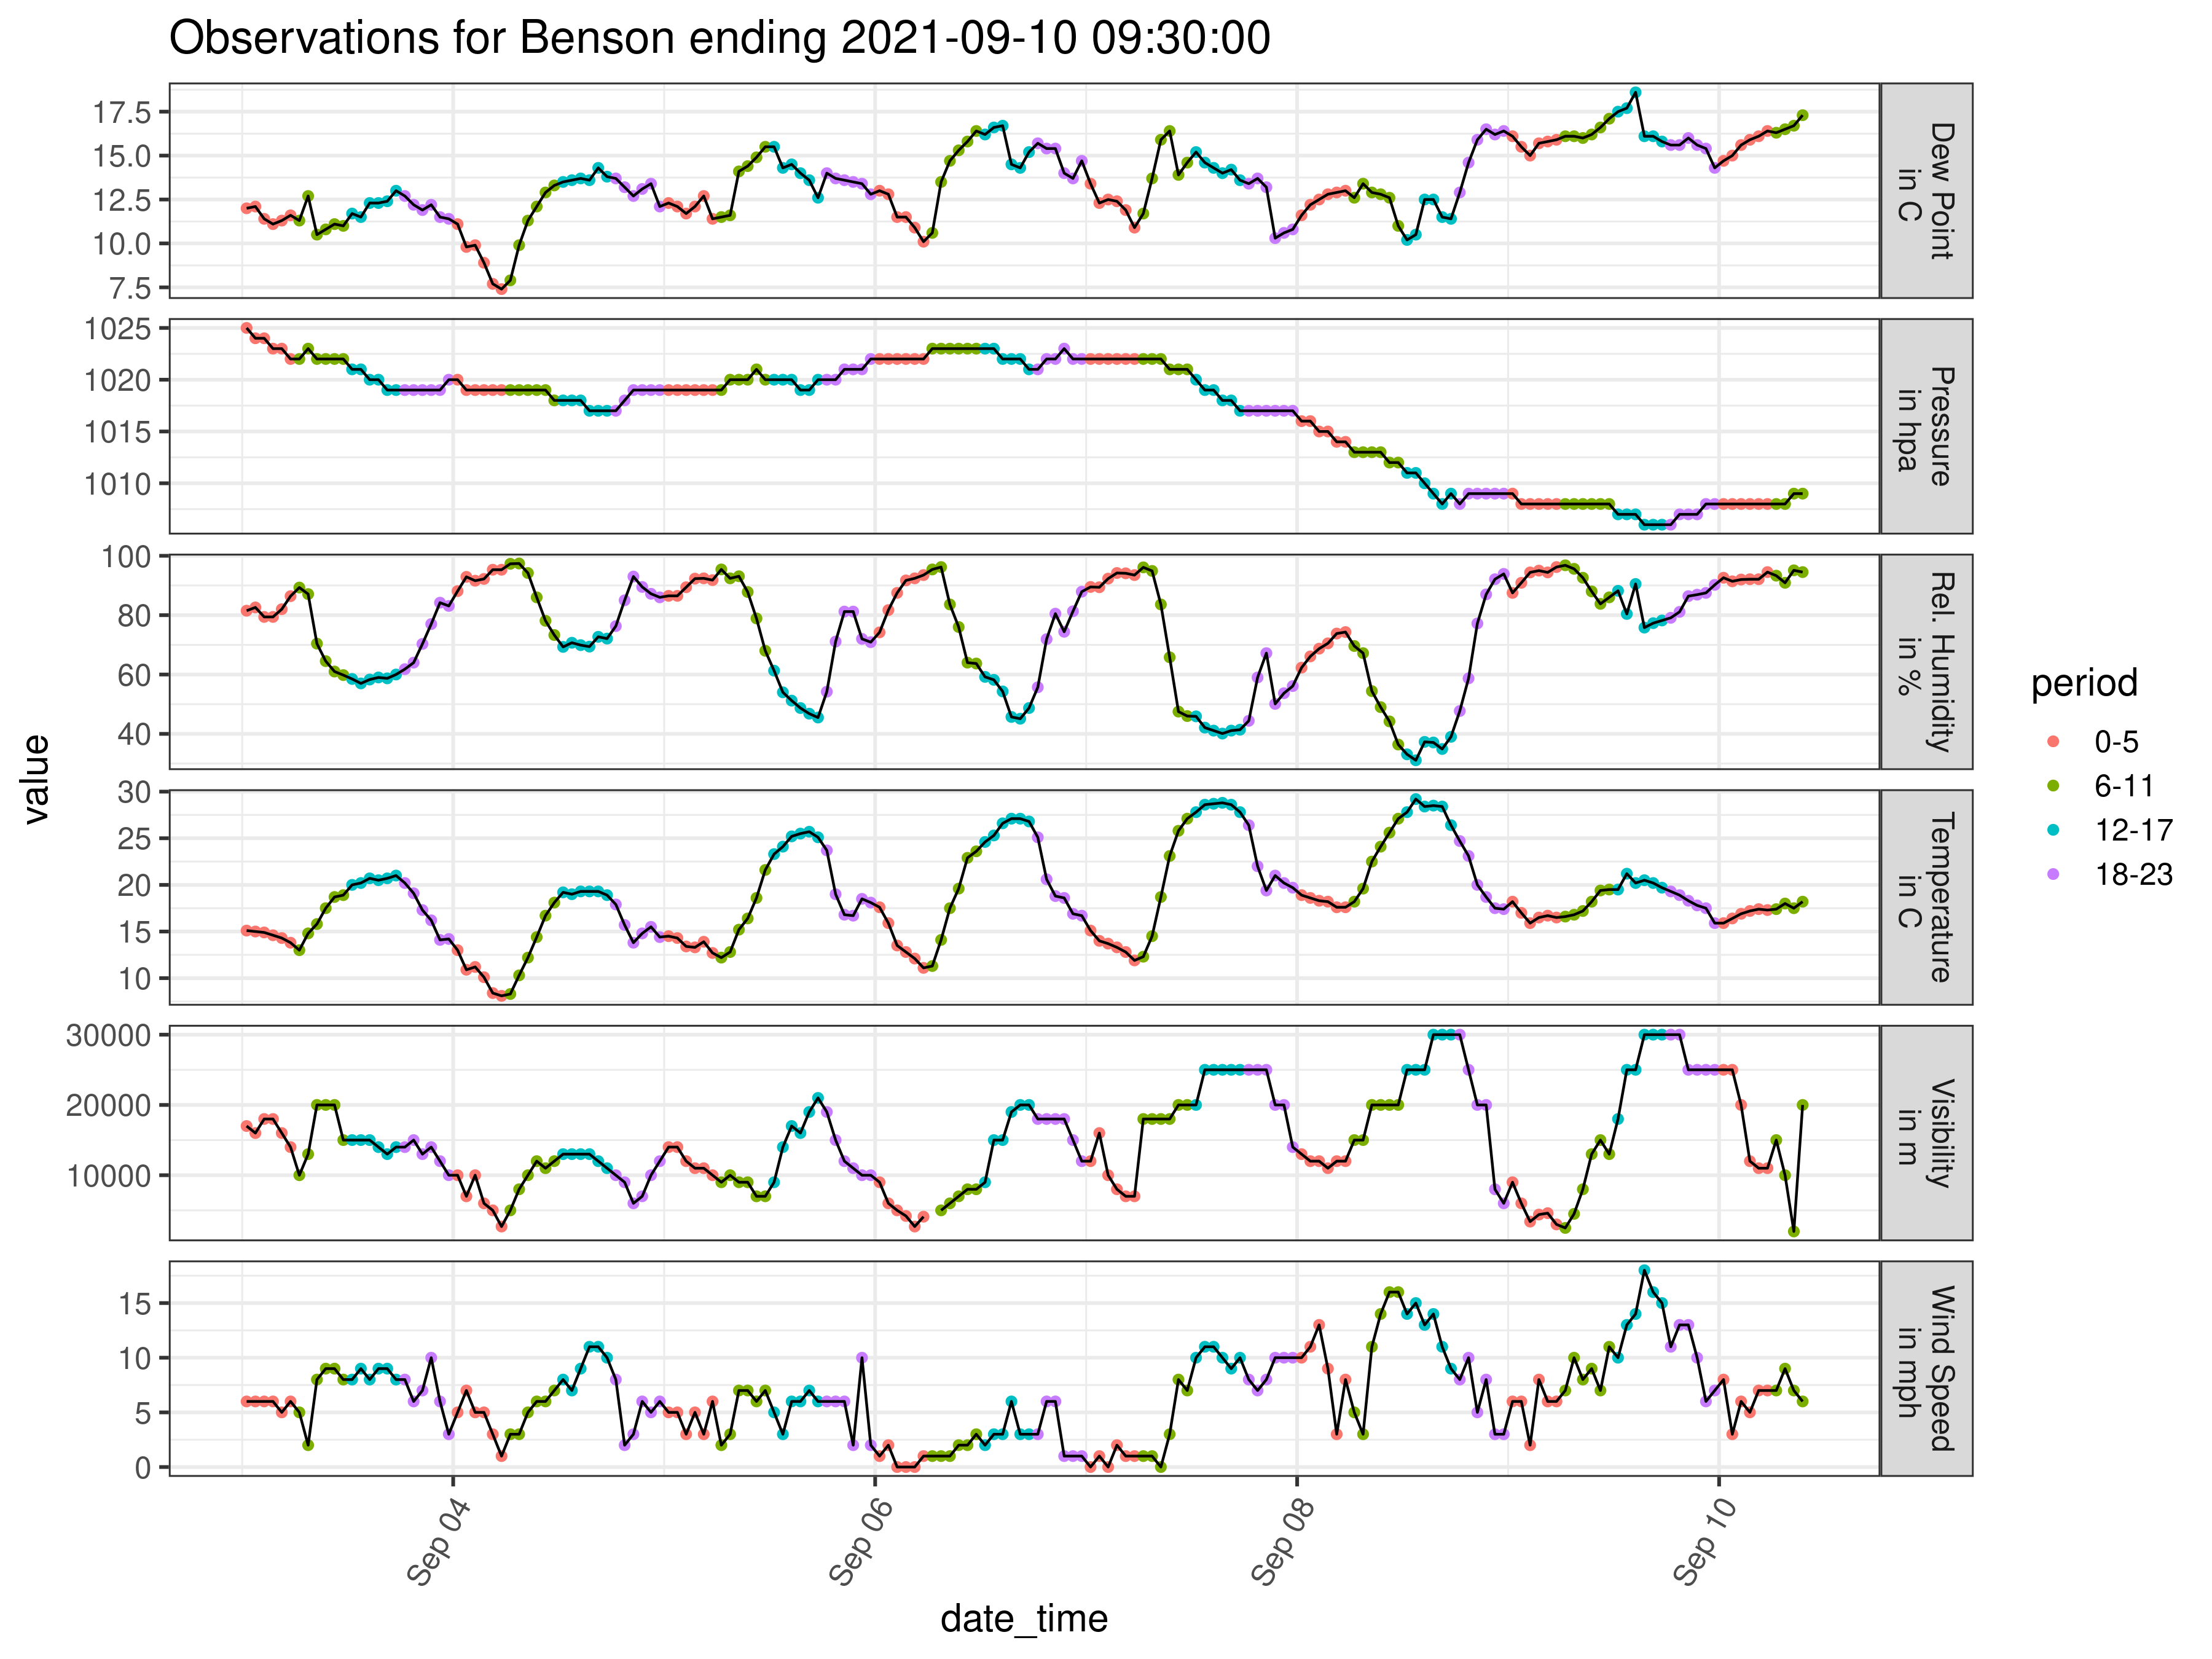 Observations for Benson ending 2021-09-10 09:30:00
17.5
15.0
12.5
10.0
7.5
Dew Point
in C
1025
1020
1015
1010
Pressure
in hpa
100
80
60
40
Rel. Humidity
in %
30
25
20
15
10
Temperature
in C
30000
20000
10000
Visibility
in m
15
10
5
0
Wind Speed
in mph
value
Sep 04
Sep 06
Sep 08
Sep 10
date_time
period
0-5
6-11
12-17
18-23